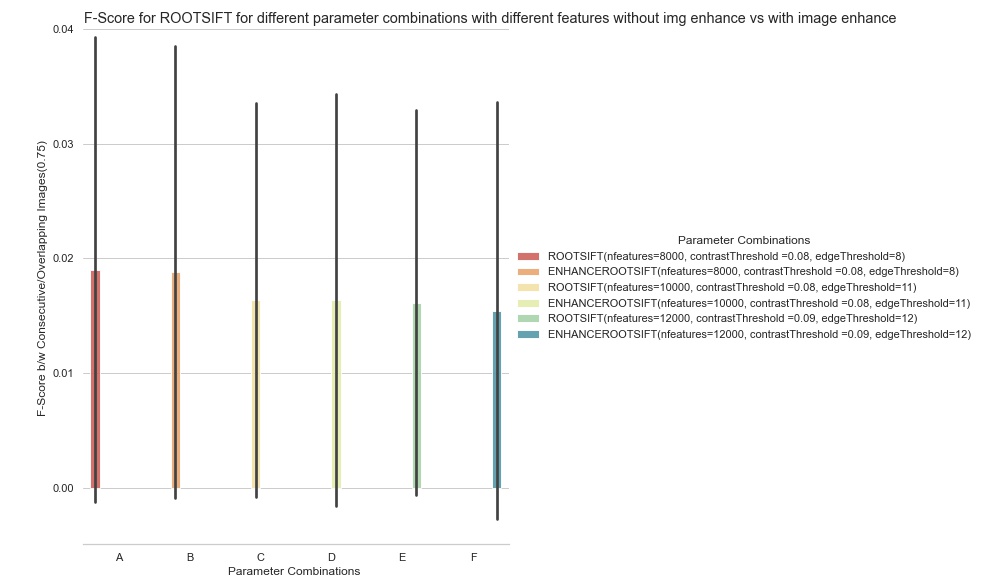 F-Score for ROOTSIFT for different parameter combinations with different features without img enhance vs with image enhance
0.04
0.03
0.02
0.01
0.00
F-Score b/w Consecutive/Overlapping Images(0.75)
A B C D E F
Parameter Combinations
Parameter Combinations
ROOTSIFT(nfeatures=8000, contrastThreshold =0.08, edgeThreshold=8)
ENHANCEROOTSIFT(nfeatures=8000, contrastThreshold =0.08, edgeThreshold=8)
ROOTSIFT(nfeatures=10000, contrastThreshold =0.08, edgeThreshold=11)
ENHANCEROOTSIFT(nfeatures=10000, contrastThreshold =0.08, edgeThreshold=11)
ROOTSIFT(nfeatures=12000, contrastThreshold =0.09, edgeThreshold=12)
ENHANCEROOTSIFT(nfeatures=12000, contrastThreshold =0.09, edgeThreshold=12)